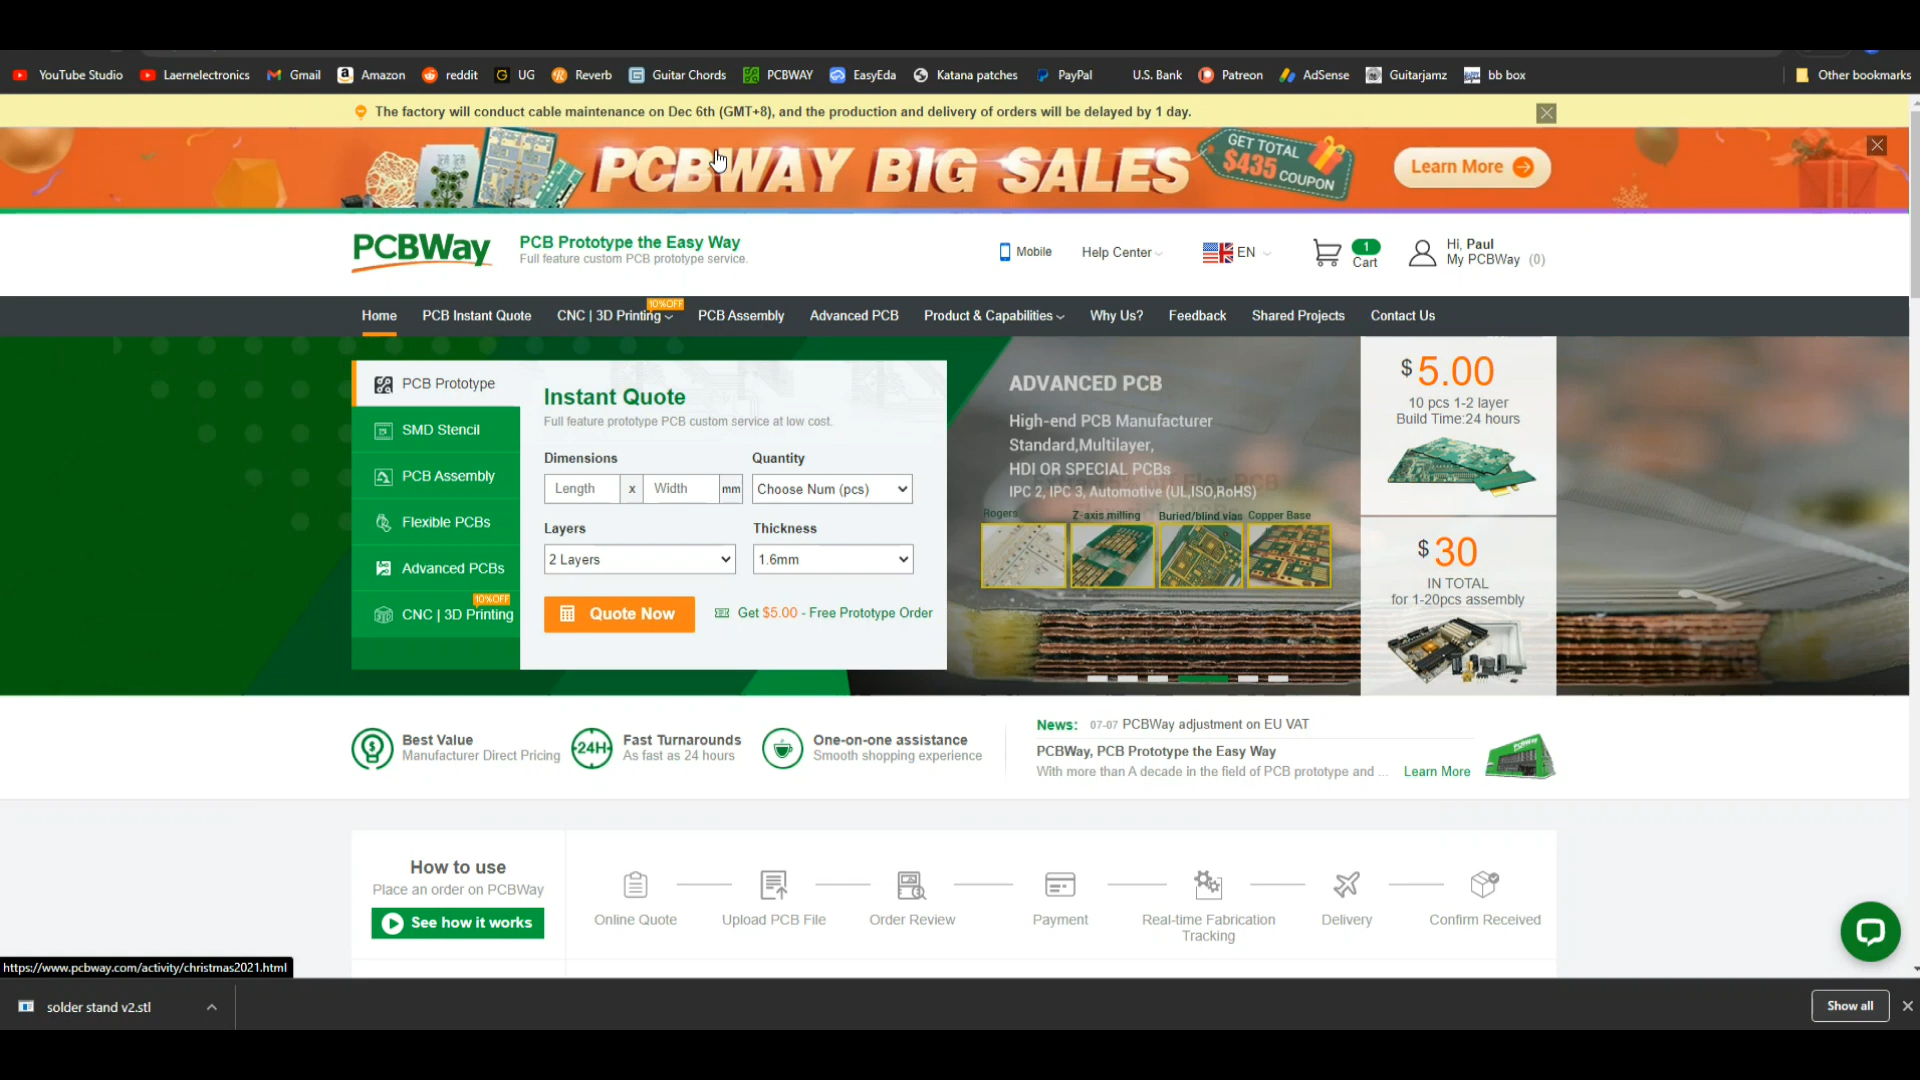 YouTube Studio Laernelectronics Gmail Amazon reddit UG Reverb Guitar Chords PCBWAY EasyEda Katana patches PayPal U.S. Bank Patreon AdSense Guitarjamz bb box Other bookmarks
The factory will conduct cable maintenance on Dec 6th (GMT+8), and the production and delivery of orders will be delayed by 1 day.
PCBWAY BIG SALES
GET TOTAL
$435
COUPON
Learn More
PCBWay
PCB Prototype the Easy Way
Full feature custom PCB prototype service.
Mobile
Help Center
EN
1
Cart
Hi, Paul
My PCBWay (0)
10%OFF
Home PCB Instant Quote CNC | 3D Printing PCB Assembly Advanced PCB Product & Capabilities Why Us? Feedback Shared Projects Contact Us
PCB Prototype
SMD Stencil
PCB Assembly
Flexible PCBs
Advanced PCBs
10%OFF
CNC | 3D Printing
Instant Quote
Full feature prototype PCB custom service at low cost.
Dimensions Quantity
Length x Width mm Choose Num (pcs)
Layers Thickness
2 Layers 1.6mm
Quote Now
Get $5.00 - Free Prototype Order
ADVANCED PCB
High-end PCB Manufacturer
Standard,Multilayer,
HDI OR SPECIAL PCBs
IPC 2, IPC 3, Automotive (UL,ISO,RoHS)
Rogers Z-axis milling Buried/blind vias Copper Base
$5.00
10 pcs 1-2 layer
Build Time:24 hours
$30
IN TOTAL
for 1-20pcs assembly
Best Value
Manufacturer Direct Pricing
24H
Fast Turnarounds
As fast as 24 hours
One-on-one assistance
Smooth shopping experience
News: 07-07 PCBWay adjustment on EU VAT
PCBWay, PCB Prototype the Easy Way
With more than A decade in the field of PCB prototype and ... Learn More
How to use
Place an order on PCBWay
See how it works
Online Quote
Upload PCB File
Order Review
Payment
Real-time Fabrication
Tracking
Delivery
Confirm Received
https://www.pcbway.com/activity/christmas2021.html
solder stand v2.stl
Show all